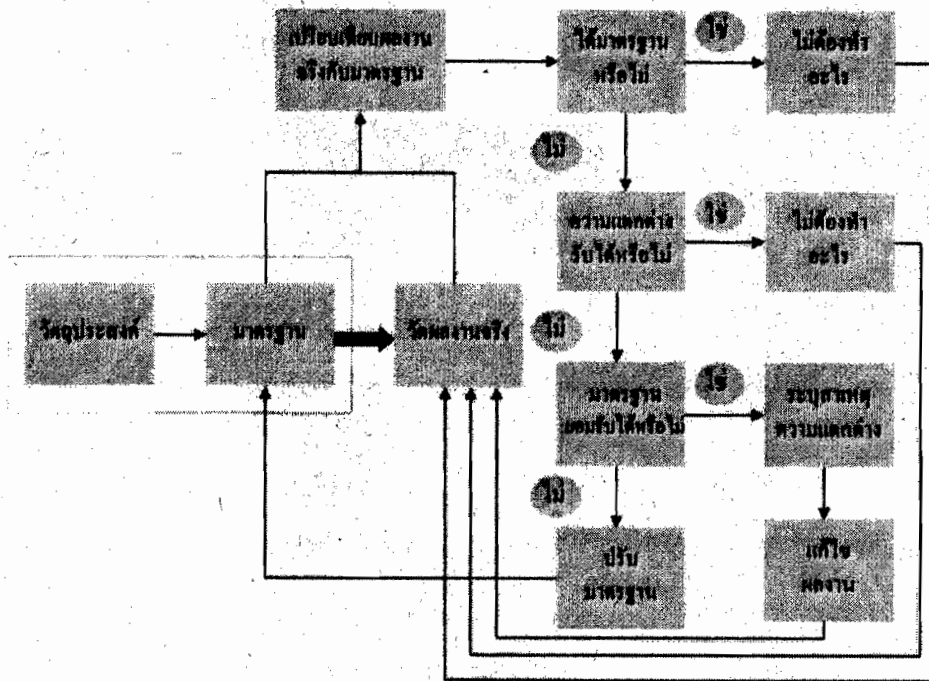 เปรียบเทียบผลงาน
จริงกับมาตรฐาน
ได้มาตรฐาน
หรือไม่
ใช่
ไม่ต้องทำ
อะไร
ไม่
ความแตกต่าง
รับได้หรือไม่
ใช่
ไม่ต้องทำ
อะไร
วัตถุประสงค์
มาตรฐาน
วัดผลงานจริง
ไม่
มาตรฐาน
ยอมรับได้หรือไม่
ใช่
ระบุสาเหตุ
ความแตกต่าง
ไม่
ปรับ
มาตรฐาน
แก้ไข
ผลงาน